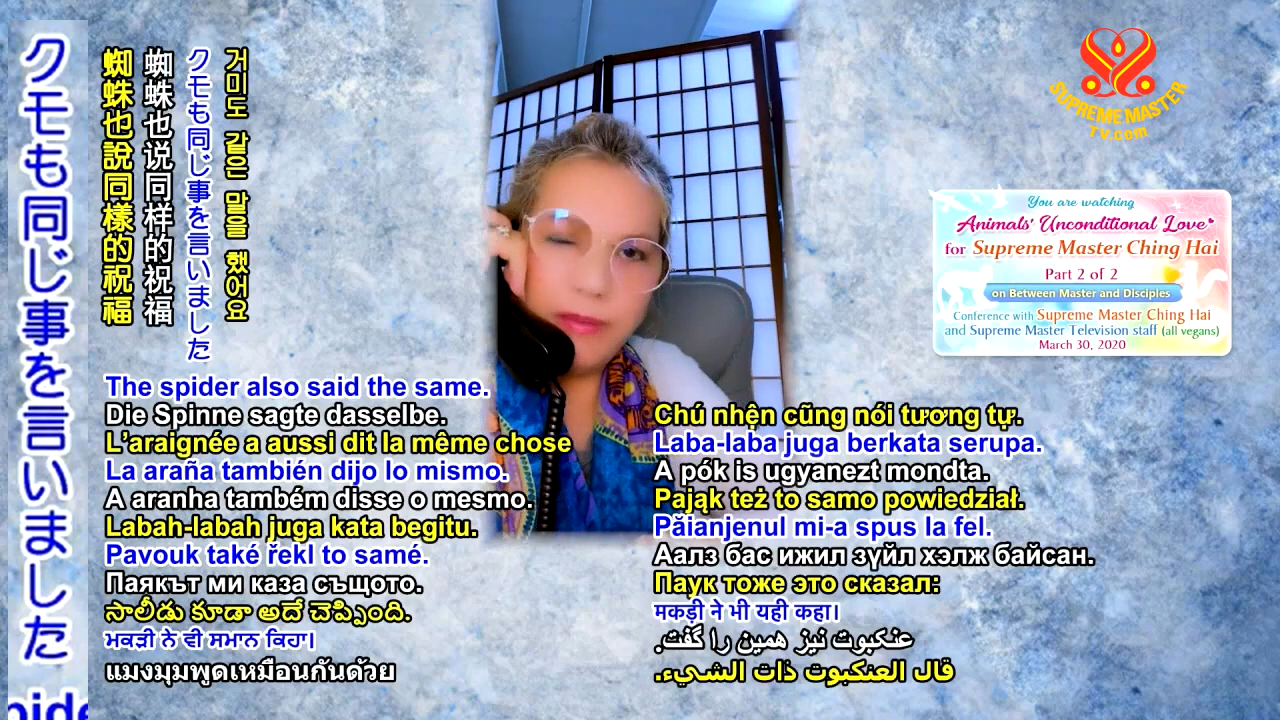 クモも同じ事を言いました
蜘蛛也說同樣的祝福
蜘蛛也说同样的祝福
クモも同じ事を言いました
거미도 같은 말을 했어요
The spider also said the same.
Die Spinne sagte dasselbe.
L’araignée a aussi dit la même chose
La araña también dijo lo mismo.
A aranha também disse o mesmo.
Labah-labah juga kata begitu.
Pavouk také řekl to samé.
Паякът ми каза същото.
సాలీడు కూడా అదే చెప్పింది.
ਮਕੜੀ ਨੇ ਵੀ ਸਮਾਨ ਕਿਹਾ।
แมงมุมพูดเหมือนกันด้วย
Chú nhện cũng nói tương tự.
Laba-laba juga berkata serupa.
A pók is ugyanezt mondta.
Pająk też to samo powiedział.
Păianjenul mi-a spus la fel.
Аалз бас ижил зүйл хэлж байсан.
Паук тоже это сказал:
मकड़ी ने भी यही कहा।
عنکبوت نیز همین را گفت.
قال العنكبوت ذات الشيء.
SUPREME MASTER
TV.com
You are watching
Animals' Unconditional Love
for Supreme Master Ching Hai
Part 2 of 2
on Between Master and Disciples
Conference with Supreme Master Ching Hai
and Supreme Master Television staff (all vegans)
March 30, 2020